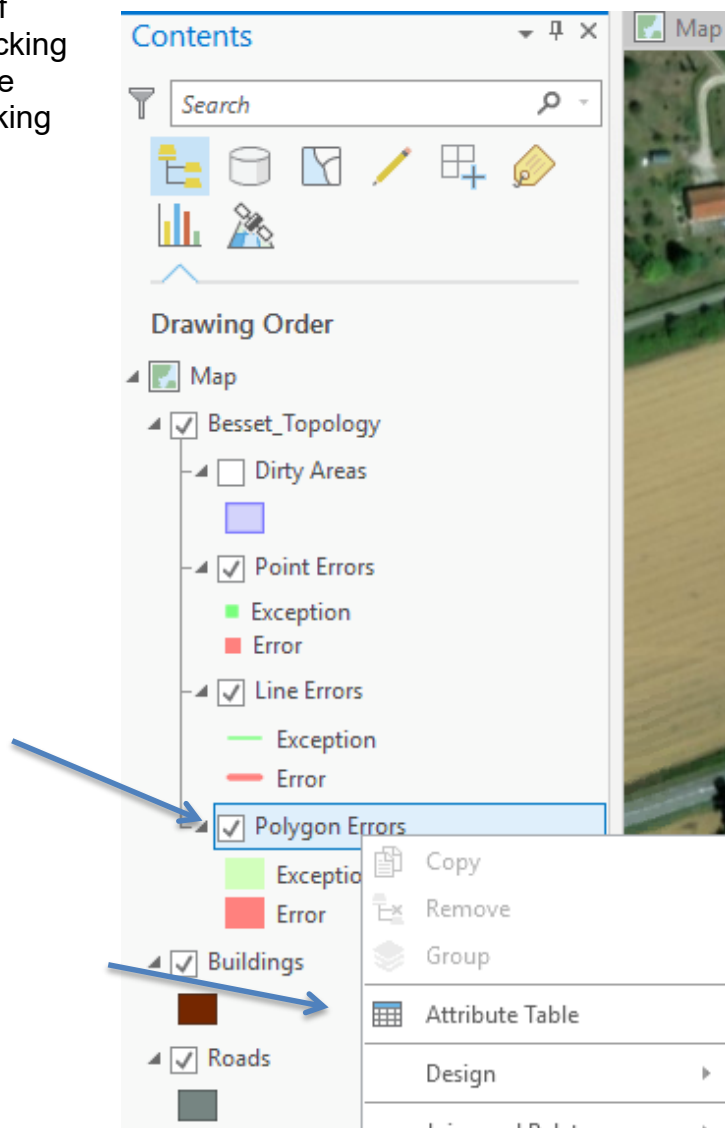 f
cking
e
king
Contents
Map
Search
Drawing Order
Map
Besset_Topology
Dirty Areas
Point Errors
Exception
Error
Line Errors
Exception
Error
Polygon Errors
Copy
Exceptio
Remove
Error
Group
Buildings
Attribute Table
Roads
Design